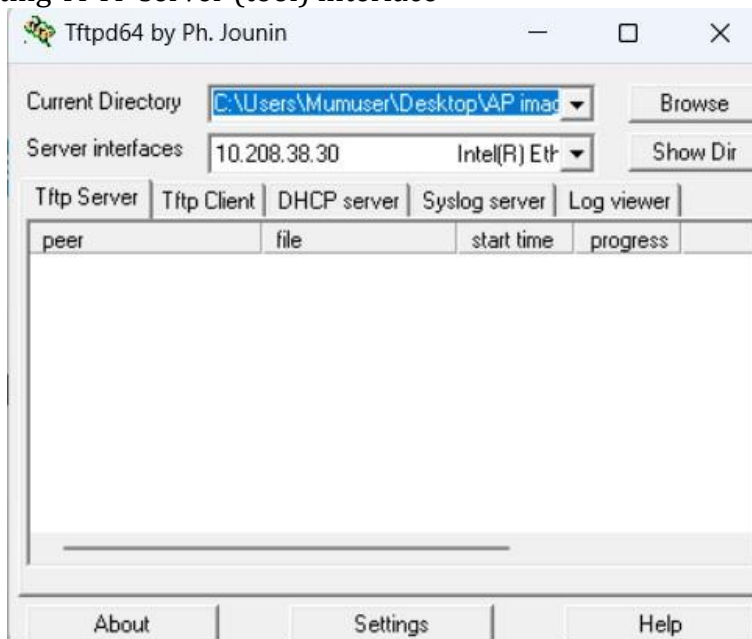 Tftpd64 by Ph. Jounin
Current Directory C:\Users\Mumuser\Desktop\AP imag Browse
Server interfaces 10.208.38.30 Intel(R) Eth Show Dir
Tftp Server Tftp Client DHCP server Syslog server Log viewer
peer file start time progress
About Settings Help